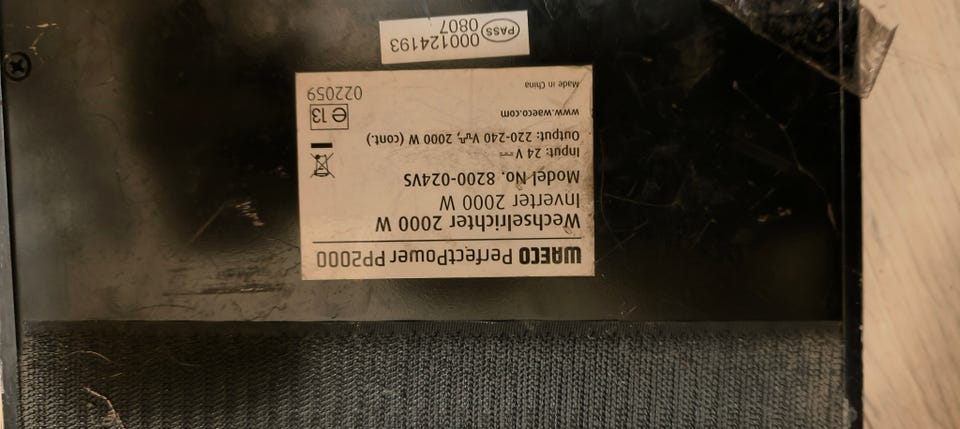 WAECO PerfectPower PP2000
Wechselrichter 2000 W
Inverter 2000 W
Model No. 8200-024VS
Input: 24 V ⎓
Output: 220-240 V, 2000 W (cont.)
www.waeco.com
Made in China
e 13
022059
000124193
0807
PASS